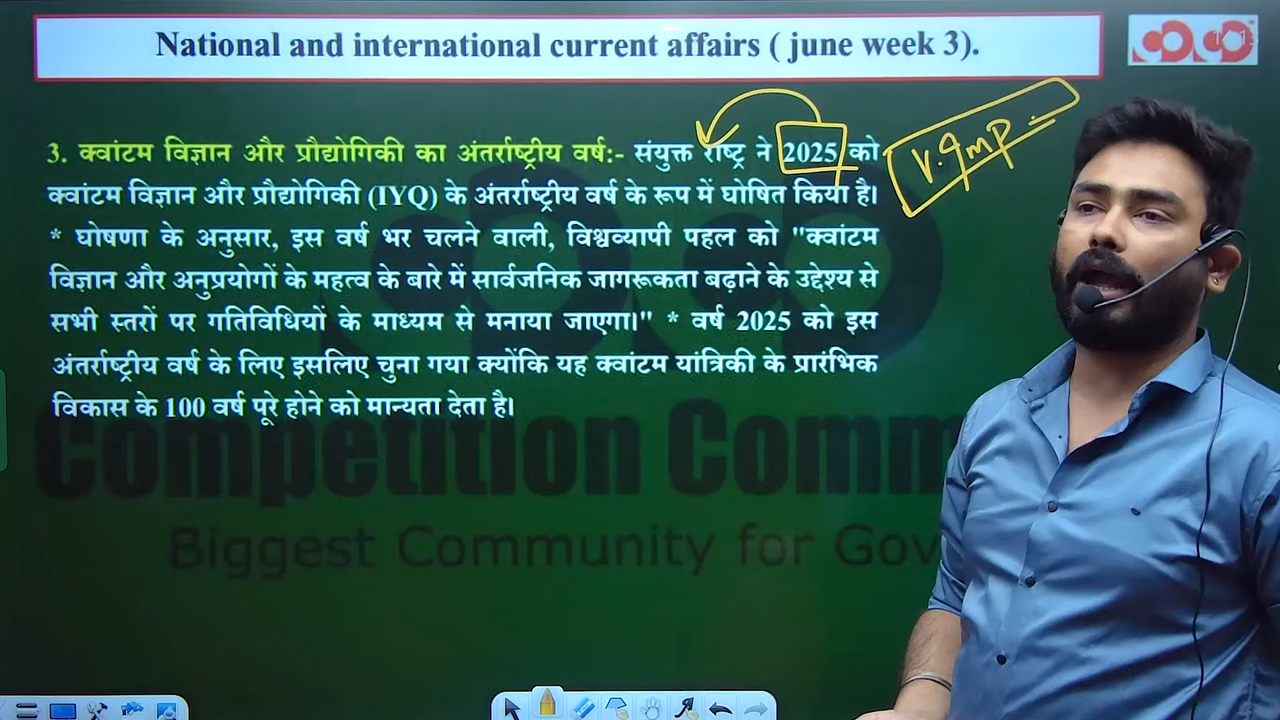 National and international current affairs ( june week 3).
3. क्वांटम विज्ञान और प्रौद्योगिकी का अंतर्राष्ट्रीय वर्ष:- संयुक्त राष्ट्र ने 2025 को
V. Imp
क्वांटम विज्ञान और प्रौद्योगिकी (IYQ) के अंतर्राष्ट्रीय वर्ष के रूप में घोषित किया है।
* घोषणा के अनुसार, इस वर्ष भर चलने वाली, विश्वव्यापी पहल को "क्वांटम
विज्ञान और अनुप्रयोगों के महत्व के बारे में सार्वजनिक जागरूकता बढ़ाने के उद्देश्य से
सभी स्तरों पर गतिविधियों के माध्यम से मनाया जाएगा।" * वर्ष 2025 को इस
अंतर्राष्ट्रीय वर्ष के लिए इसलिए चुना गया क्योंकि यह क्वांटम यांत्रिकी के प्रारंभिक
विकास के 100 वर्ष पूरे होने को मान्यता देता है।
Competition Comm
Biggest Community for Gov